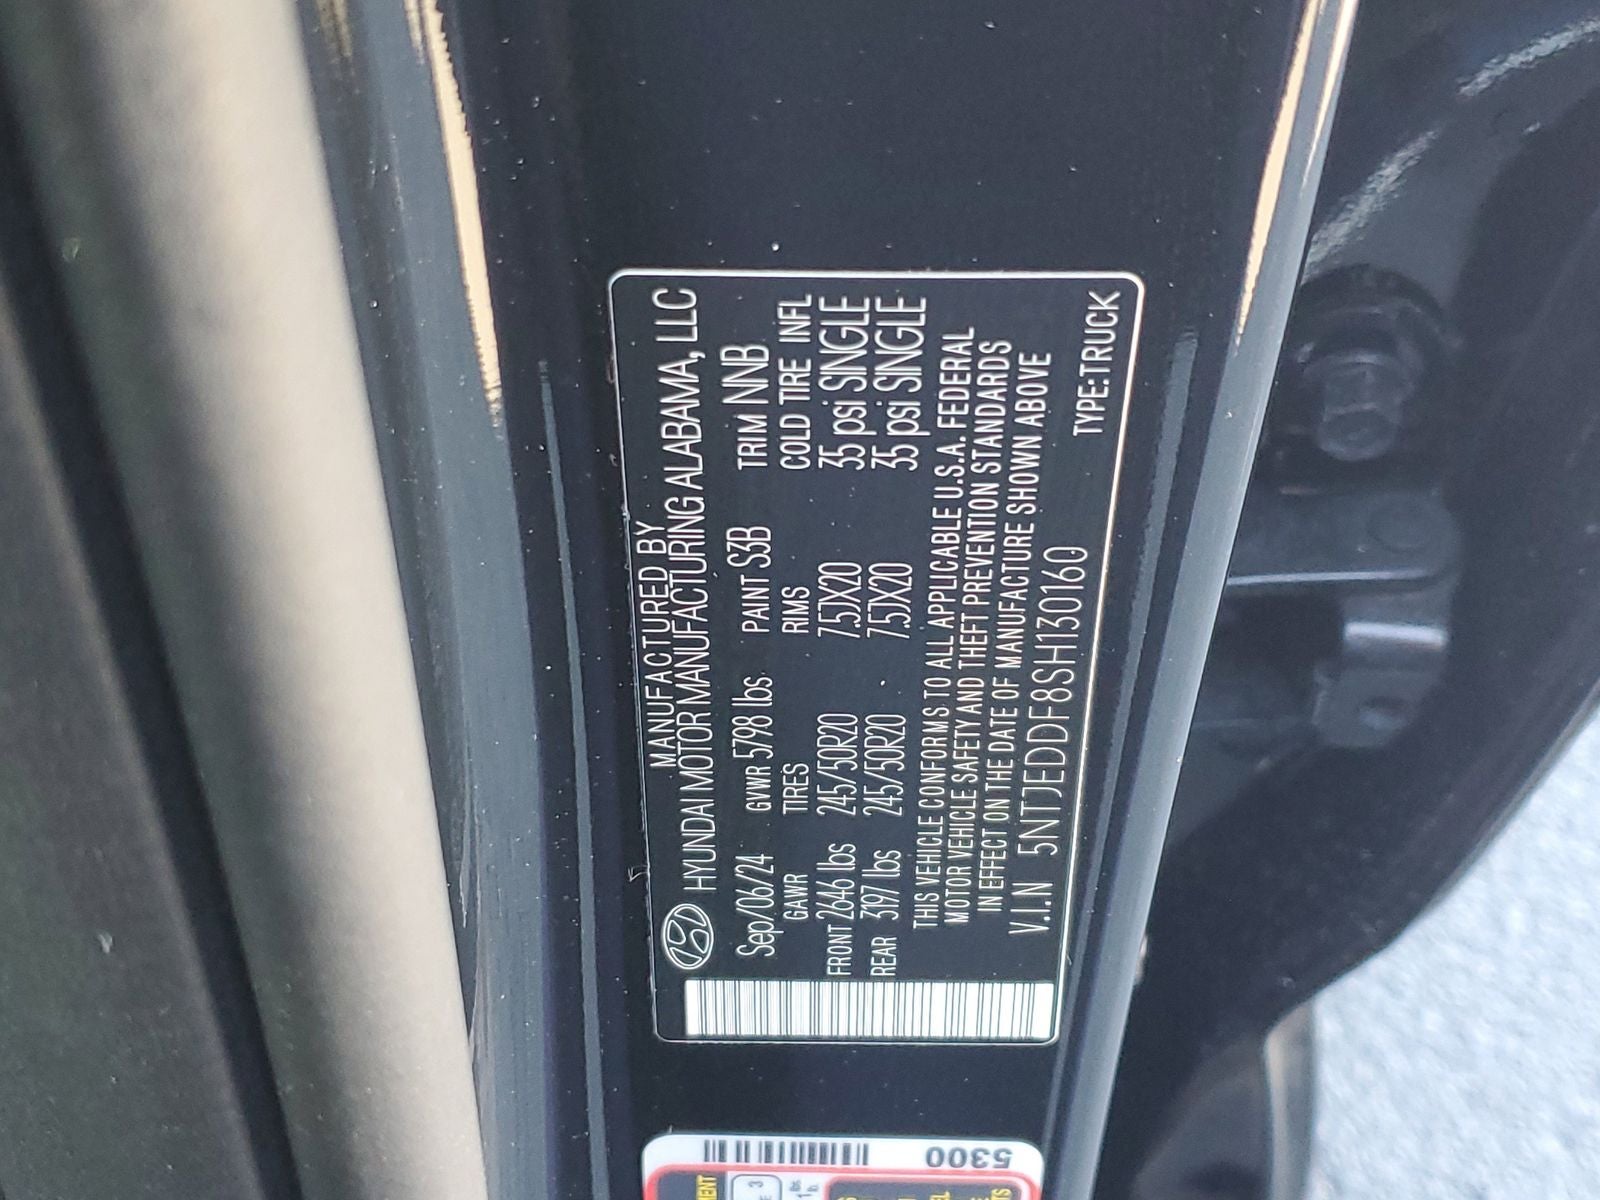 MANUFACTURED BY
HYUNDAI MOTOR MANUFACTURING ALABAMA, LLC
Sep/06/24 GVWR 5798 lbs PAINT S3B TRIM NNB
GAWR TIRES RIMS COLD TIRE INFL
FRONT 2646 lbs 245/50R20 7.5JX20 35 psi SINGLE
REAR 3197 lbs 245/50R20 7.5JX20 35 psi SINGLE
THIS VEHICLE CONFORMS TO ALL APPLICABLE U.S.A. FEDERAL
MOTOR VEHICLE SAFETY AND THEFT PREVENTION STANDARDS
IN EFFECT ON THE DATE OF MANUFACTURE SHOWN ABOVE
V.I.N 5NTJEDDF8SH130160
TYPE:TRUCK
5300
3